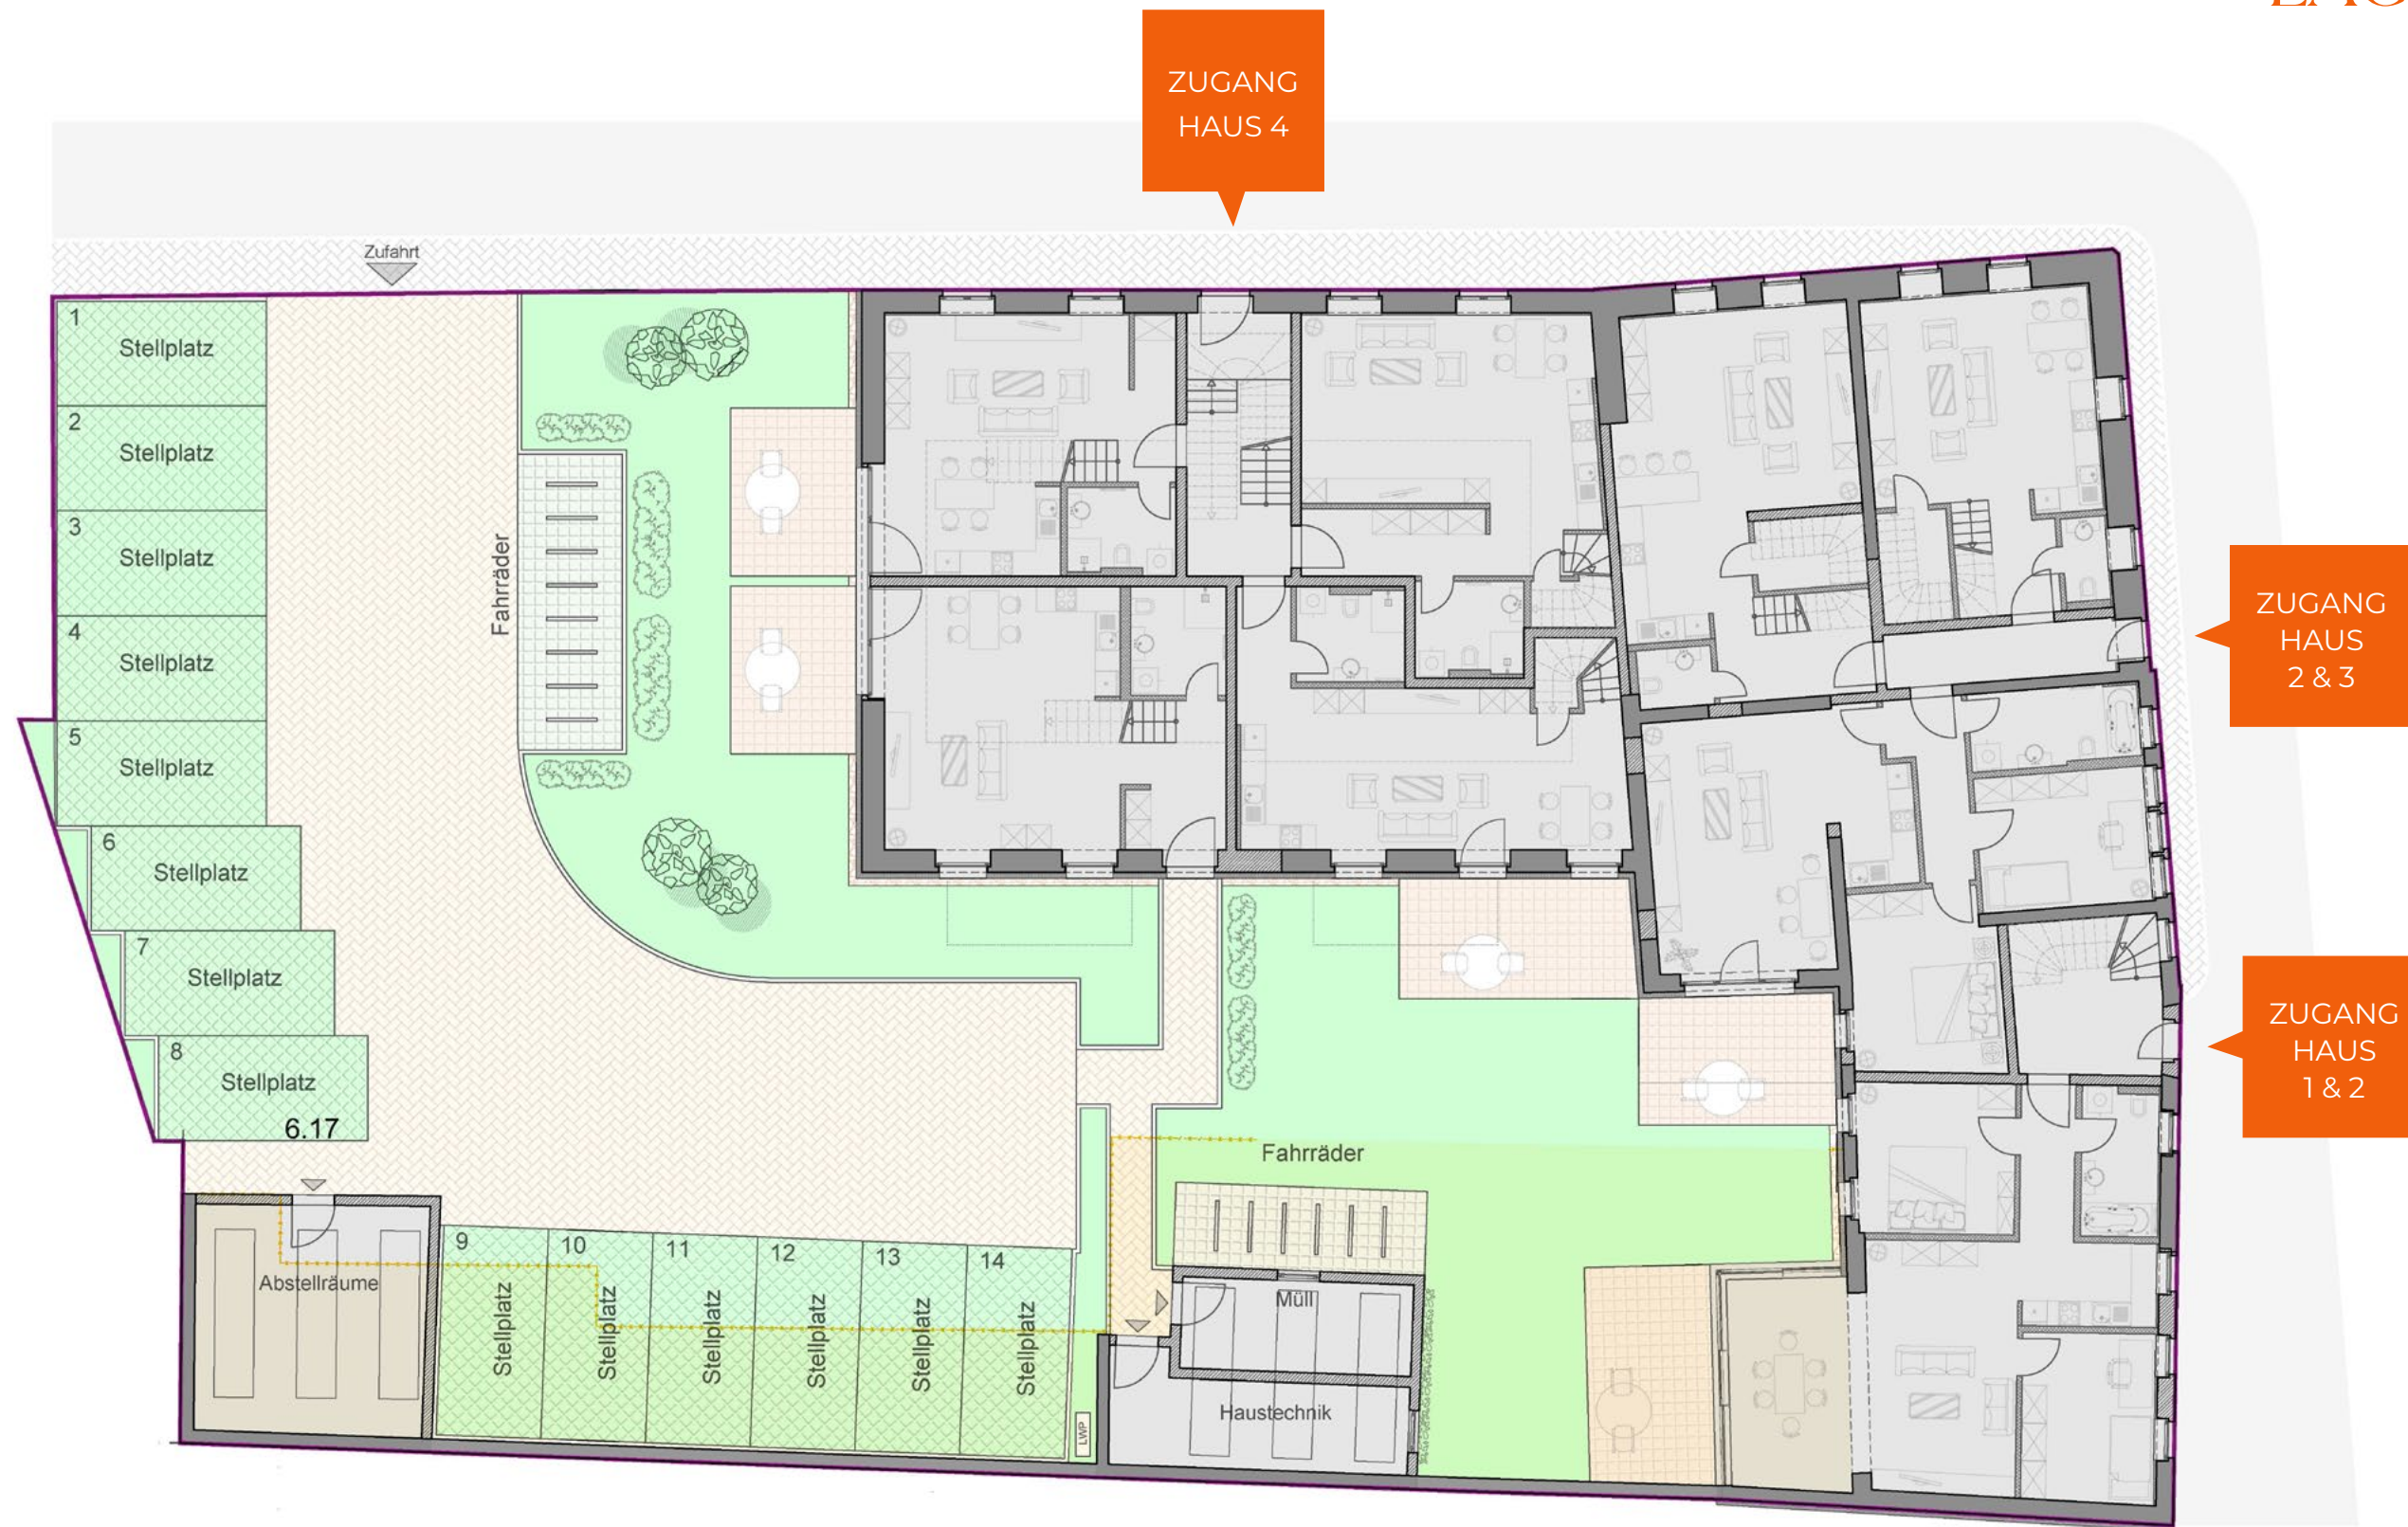 ZUGANG
HAUS 4
Zufahrt
1
Stellplatz
2
Stellplatz
3
Stellplatz
4
Stellplatz
5
Stellplatz
6
Stellplatz
7
Stellplatz
8
Stellplatz
6.17
Fahrräder
ZUGANG
HAUS
2 & 3
ZUGANG
HAUS
1 & 2
Fahrräder
Abstellräume
9
Stellplatz
10
Stellplatz
11
Stellplatz
12
Stellplatz
13
Stellplatz
14
Stellplatz
LWP
Müll
Haustechnik